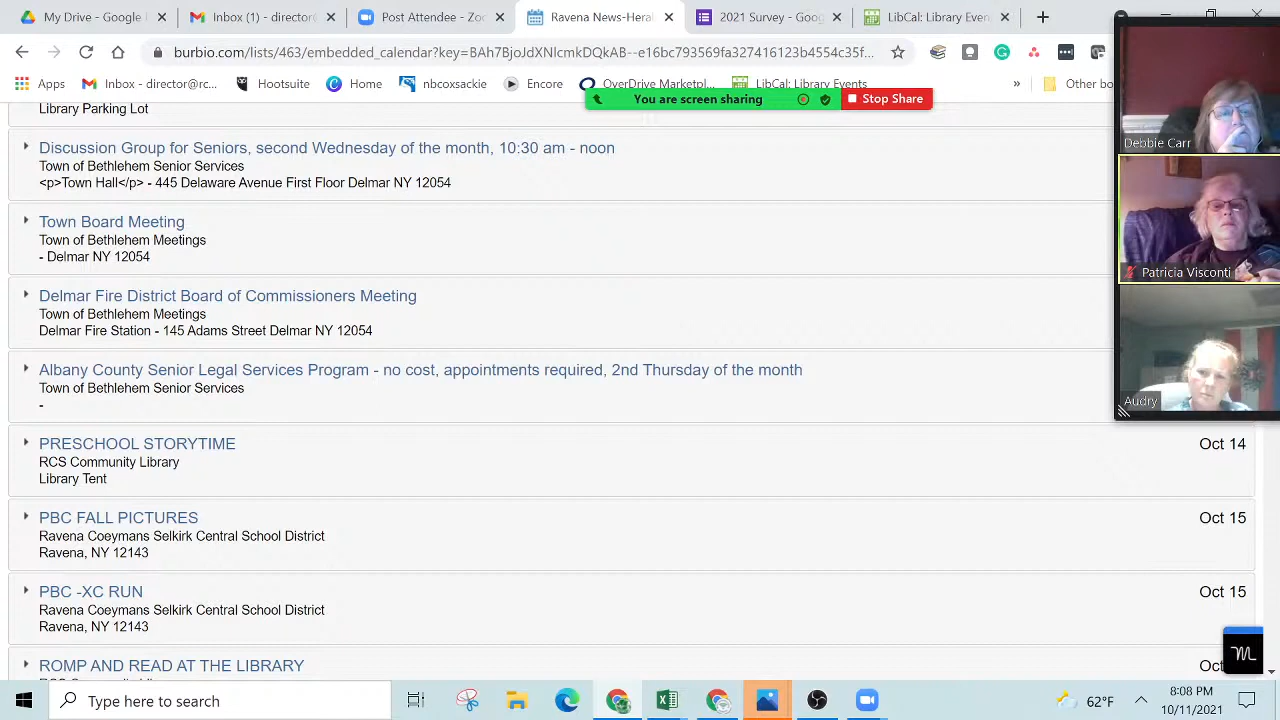 My Drive - Google D
Inbox (1) - director@
Post Attendee - Zo
Ravena News-Heral
2021 Survey - Goog
LibCal: Library Even
burbio.com/lists/463/embedded_calendar?key=BAh7BjoJdXNlcmkDQkAB--e16bc793569fa327416123b4554c35f...
Apps
Inbox - director@rc...
Hootsuite
Home
bccoxsackie
Encore
OverDrive Marketpl...
LibCal: Library Events
»
Other bo
You are screen sharing
Stop Share
Library Parking Lot
Discussion Group for Seniors, second Wednesday of the month, 10:30 am - noon
Town of Bethlehem Senior Services
<p>Town Hall</p> - 445 Delaware Avenue First Floor Delmar NY 12054
Town Board Meeting
Town of Bethlehem Meetings
- Delmar NY 12054
Delmar Fire District Board of Commissioners Meeting
Town of Bethlehem Meetings
Delmar Fire Station - 145 Adams Street Delmar NY 12054
Albany County Senior Legal Services Program - no cost, appointments required, 2nd Thursday of the month
Town of Bethlehem Senior Services
-
PRESCHOOL STORYTIME
Oct 14
RCS Community Library
Library Tent
PBC FALL PICTURES
Oct 15
Ravena Coeymans Selkirk Central School District
Ravena, NY 12143
PBC -XC RUN
Oct 15
Ravena Coeymans Selkirk Central School District
Ravena, NY 12143
ROMP AND READ AT THE LIBRARY
Debbie Carr
Patricia Visconti
Audry
Type here to search
62°F
8:08 PM
10/11/2021